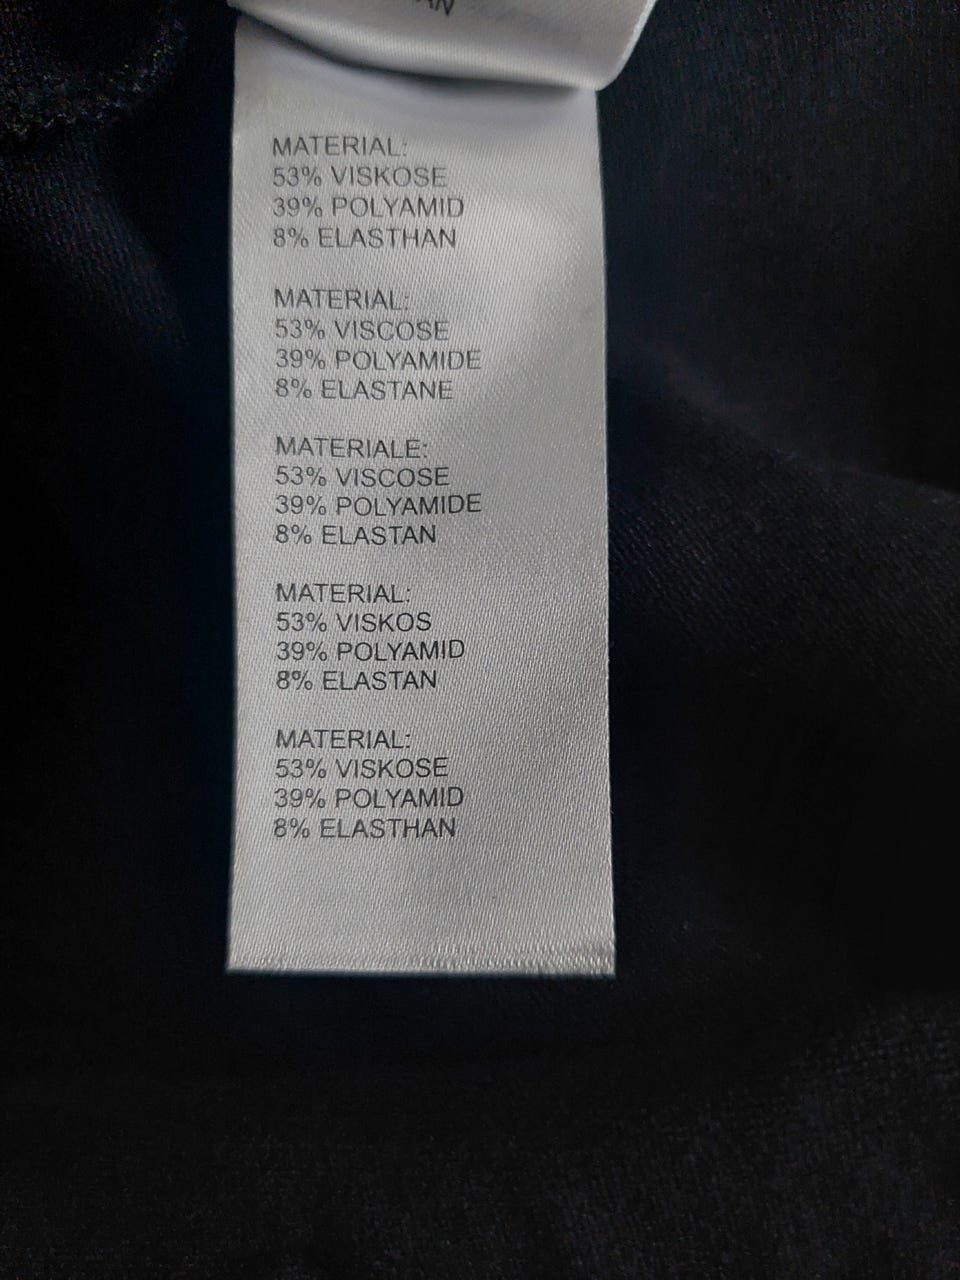 MATERIAL:
53% VISKOSE
39% POLYAMID
8% ELASTHAN
MATERIAL:
53% VISCOSE
39% POLYAMIDE
8% ELASTANE
MATERIALE:
53% VISCOSE
39% POLYAMIDE
8% ELASTAN
MATERIAL:
53% VISKOS
39% POLYAMID
8% ELASTAN
MATERIAL:
53% VISKOSE
39% POLYAMID
8% ELASTHAN